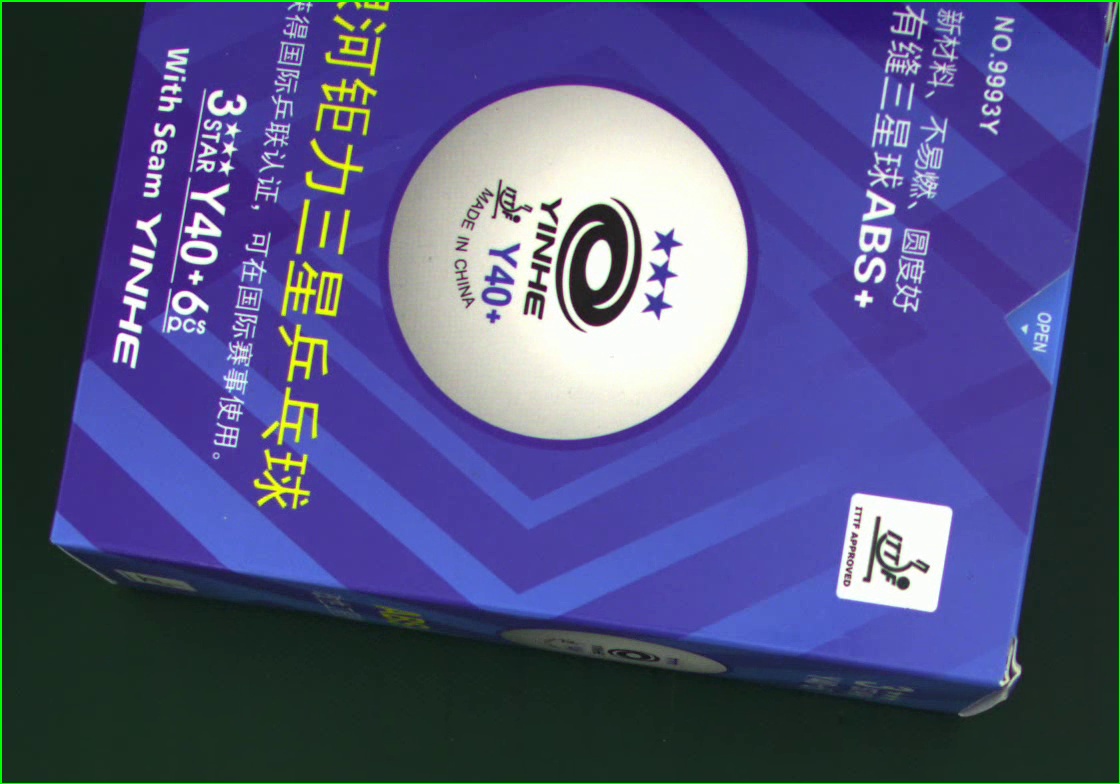 OPEN
NO.9993Y
新材料、不易燃、圆度好
有缝三星球ABS+
★★★
YINHE
Y40+
ITTF
MADE IN CHINA
ITTF
ITTF APPROVED
河钜力三星乒乓球
得国际乒联认证，可在国际赛事使用。
3★★★ STAR Y40+ 6PCS
With Seam YINHE